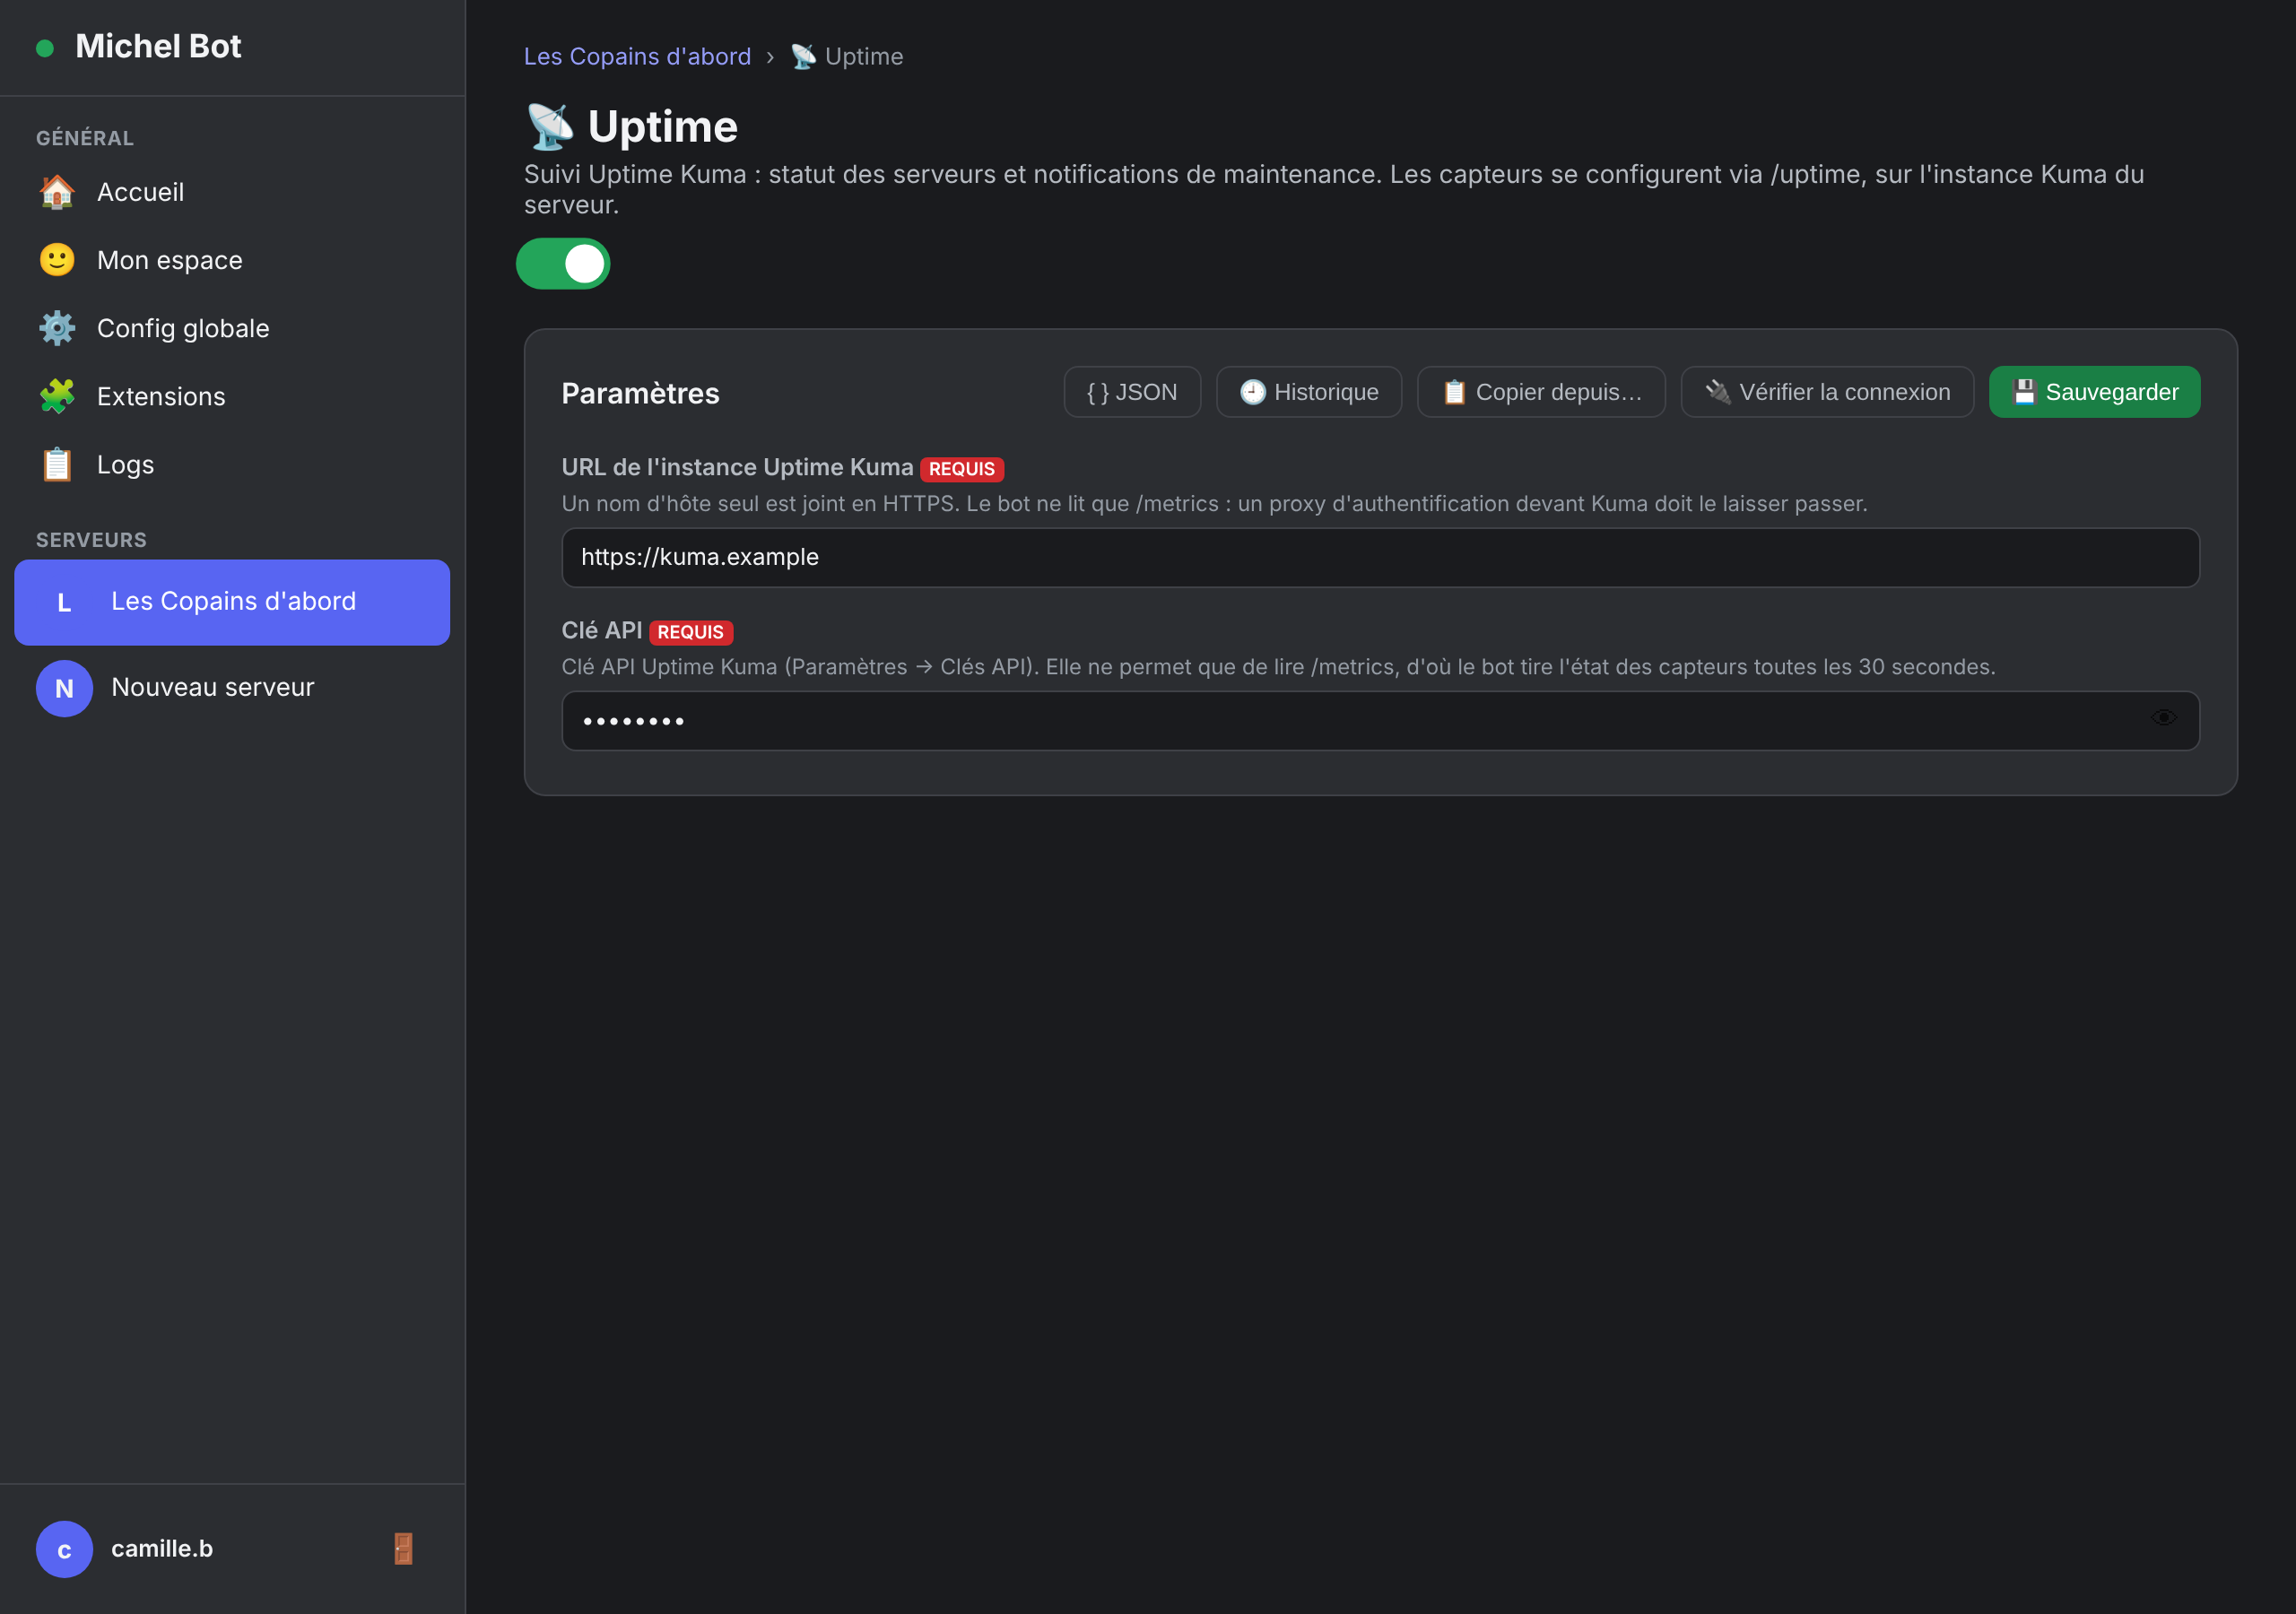 Michel Bot
GÉNÉRAL
Accueil
Mon espace
Config globale
Extensions
Logs
SERVEURS
L Les Copains d'abord
N Nouveau serveur
c camille.b
Les Copains d'abord › Uptime
Uptime
Suivi Uptime Kuma : statut des serveurs et notifications de maintenance. Les capteurs se configurent via /uptime, sur l'instance Kuma du
serveur.
Paramètres
{ } JSON
Historique
Copier depuis…
Vérifier la connexion
Sauvegarder
URL de l'instance Uptime Kuma REQUIS
Un nom d'hôte seul est joint en HTTPS. Le bot ne lit que /metrics : un proxy d'authentification devant Kuma doit le laisser passer.
https://kuma.example
Clé API REQUIS
Clé API Uptime Kuma (Paramètres → Clés API). Elle ne permet que de lire /metrics, d'où le bot tire l'état des capteurs toutes les 30 secondes.
••••••••